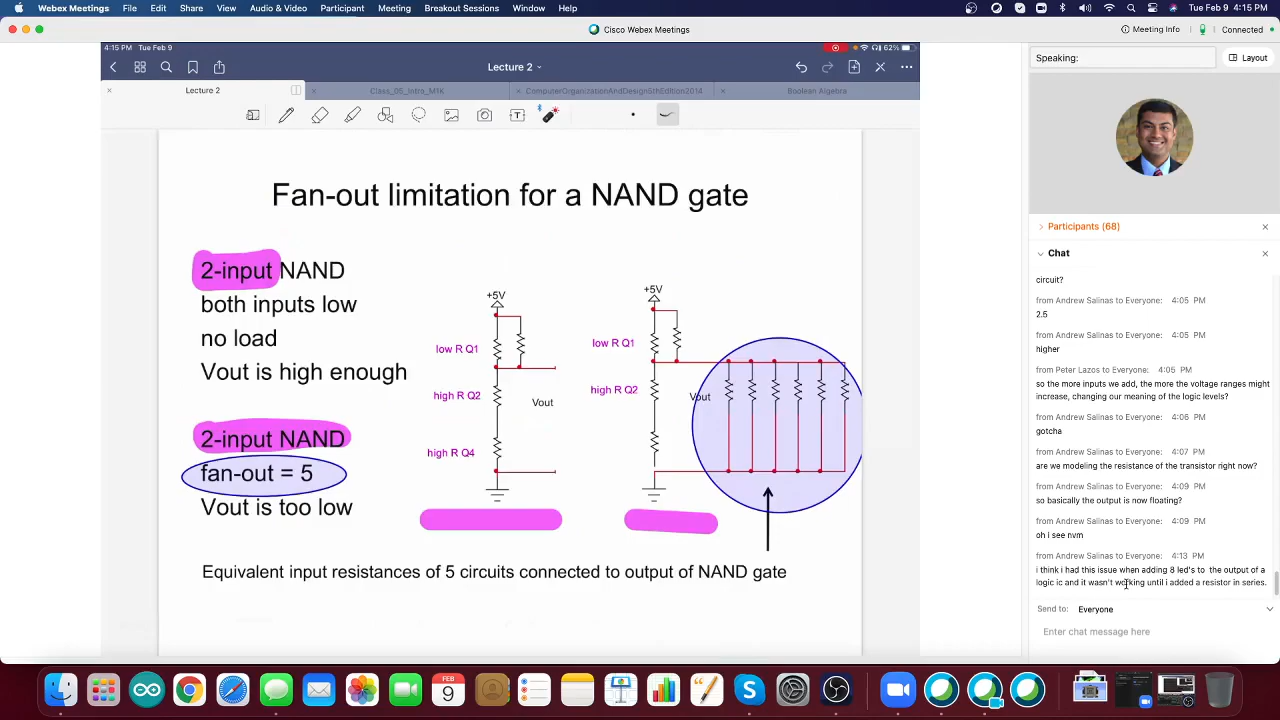 Webex Meetings File Edit Share View Audio & Video Participant Meeting Breakout Sessions Window Help Tue Feb 9 4:15 PM
Cisco Webex Meetings
Meeting Info Connected
4:15 PM Tue Feb 9
62%
Lecture 2
Lecture 2
Class_05_Intro_M1K
ComputerOrganizationAndDesign5thEdition2014
Boolean Algebra
Fan-out limitation for a NAND gate
2-input NAND
both inputs low
no load
Vout is high enough
2-input NAND
fan-out = 5
Vout is too low
+5V
low R Q1
high R Q2
Vout
high R Q4
+5V
low R Q1
high R Q2
Vout
Equivalent input resistances of 5 circuits connected to output of NAND gate
Speaking:
Layout
Participants (68)
Chat
circuit?
from Andrew Salinas to Everyone: 4:05 PM
2.5
from Andrew Salinas to Everyone: 4:05 PM
higher
from Peter Lazos to Everyone: 4:05 PM
so the more inputs we add, the more the voltage ranges might
increase, changing our meaning of the logic levels?
from Andrew Salinas to Everyone: 4:06 PM
gotcha
from Andrew Salinas to Everyone: 4:07 PM
are we modeling the resistance of the transistor right now?
from Andrew Salinas to Everyone: 4:09 PM
so basically the output is now floating?
from Andrew Salinas to Everyone: 4:09 PM
oh I see nvm
from Andrew Salinas to Everyone: 4:13 PM
i think i had this issue when adding 8 led's to the output of a
logic ic and it wasn't working until i added a resistor in series.
Send to: Everyone
Enter chat message here
FEB
9